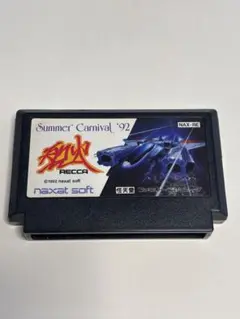 Summer Carnival '92
NAX-RE
烈火
RECCA
©1992 naxat soft
naxat soft